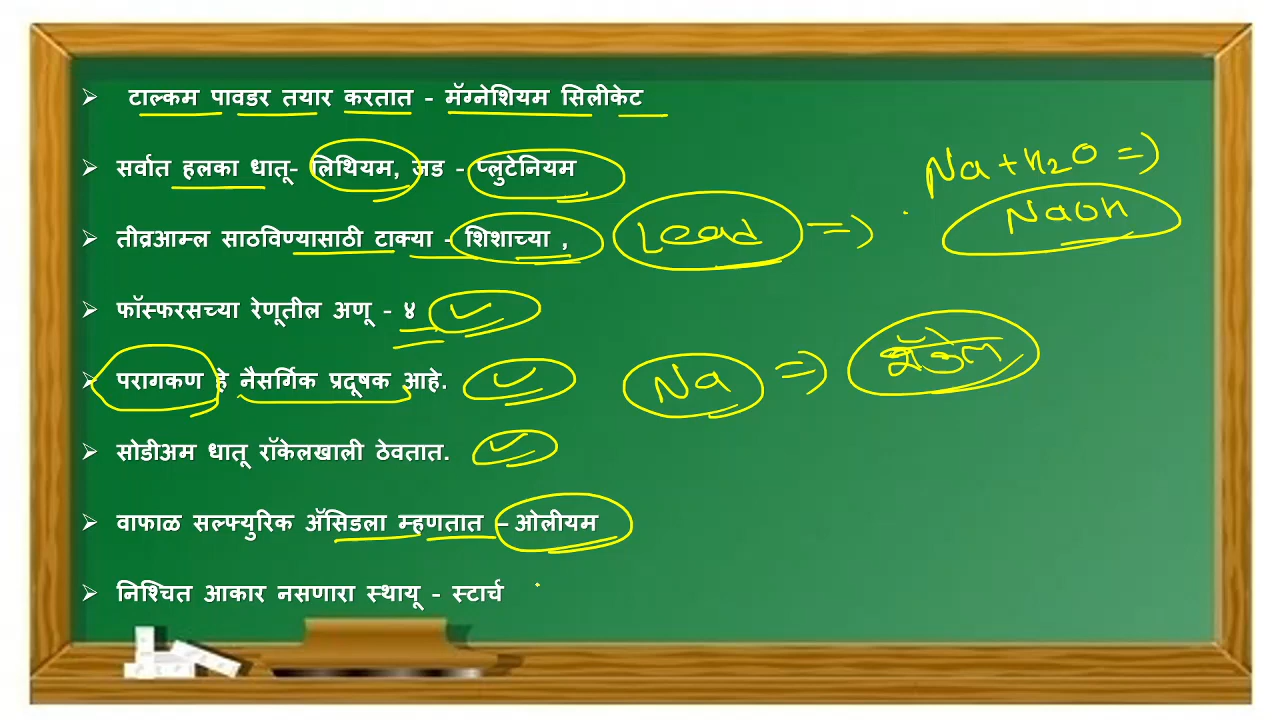 टाल्कम पावडर तयार करतात - मॅग्नेशियम सिलीकेट
सर्वात हलका धातू- लिथियम, जड - प्लुटेनियम
Na + H2O =>
तीव्रआम्ल साठविण्यासाठी टाक्या - शिशाच्या ,
Lead =>
NaOH
फॉस्फरसच्या रेणूतील अणू - ४
परागकण हे नैसर्गिक प्रदूषक आहे.
Na =>
सोडीअम धातू रॉकेलखाली ठेवतात.
वाफाळ सल्फ्युरिक अ‍ॅसिडला म्हणतात – ओलीयम
निश्चित आकार नसणारा स्थायू - स्टार्च